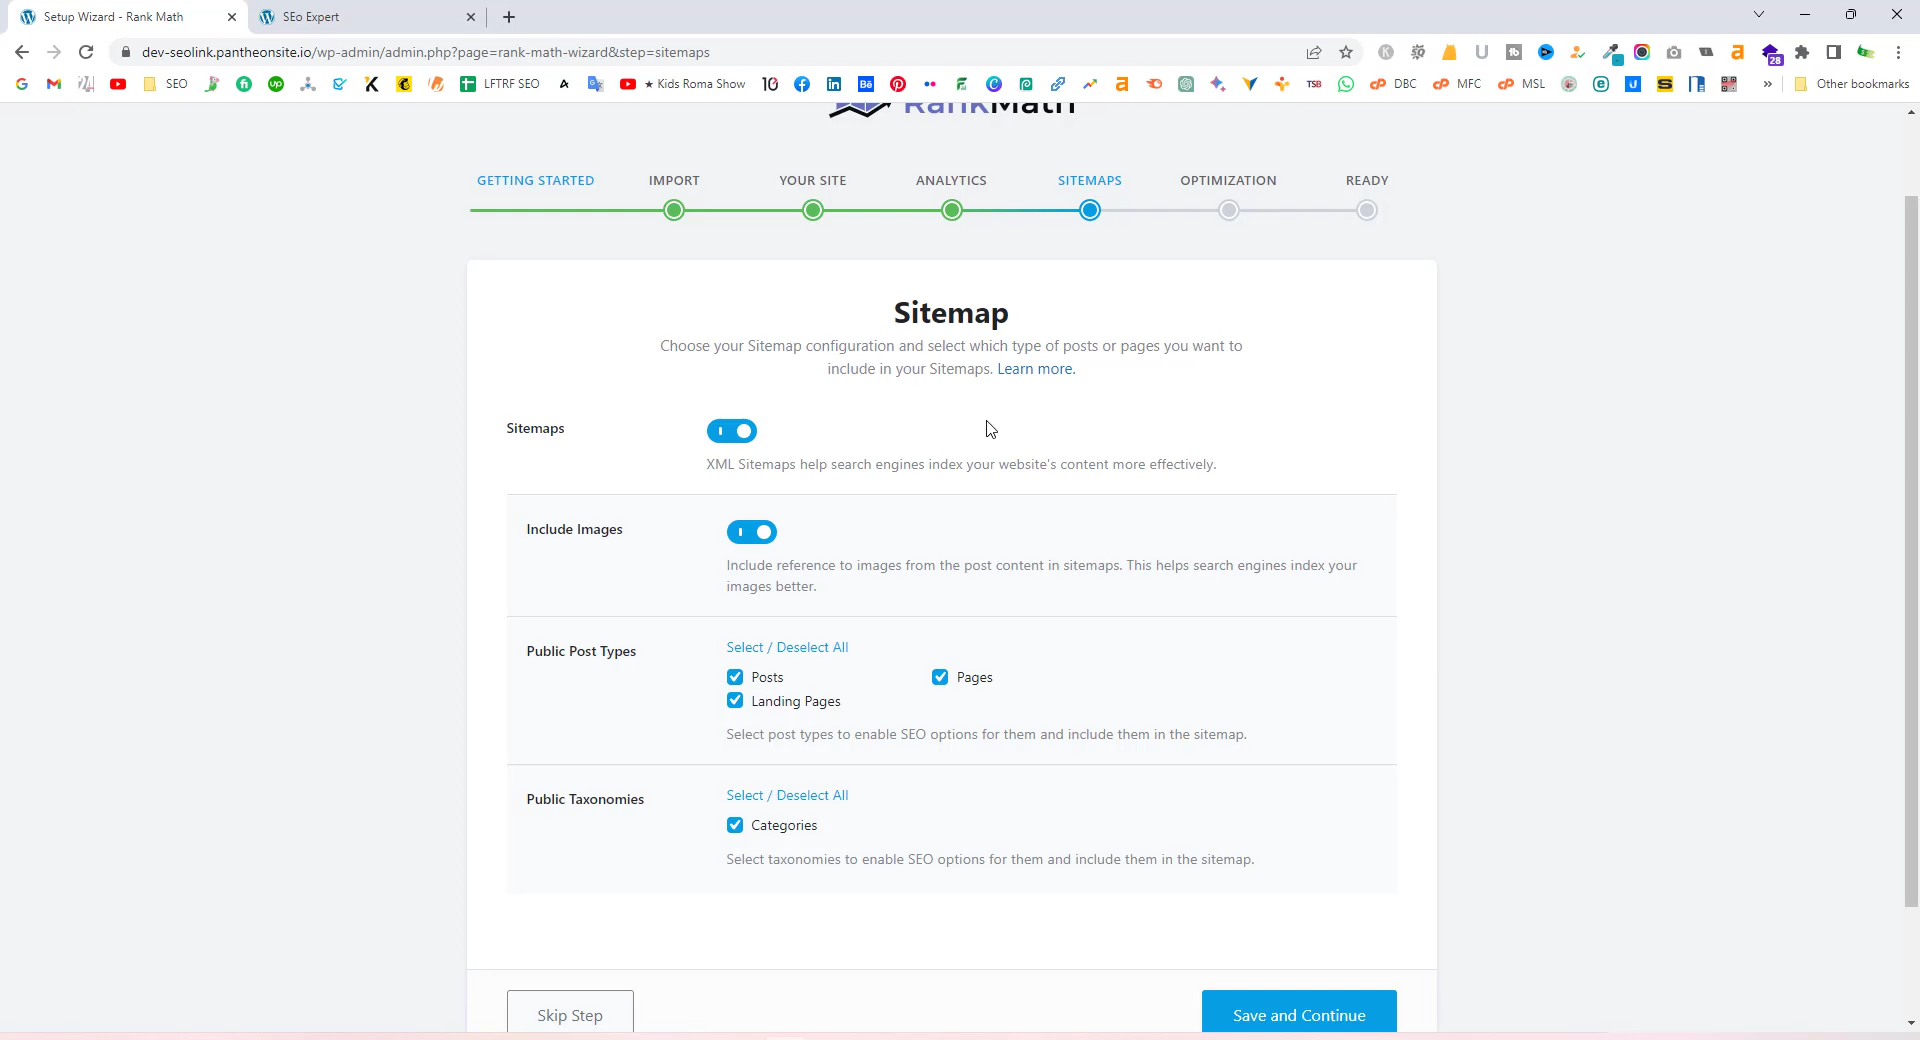 Setup Wizard - Rank Math
SEo Expert
dev-seolink.pantheonsite.io/wp-admin/admin.php?page=rank-math-wizard&step=sitemaps
28
SEO
LFTRF SEO
★ Kids Roma Show
DBC
MFC
MSL
Other bookmarks
RankMath
GETTING STARTED
IMPORT
YOUR SITE
ANALYTICS
SITEMAPS
OPTIMIZATION
READY
Sitemap
Choose your Sitemap configuration and select which type of posts or pages you want to
include in your Sitemaps. Learn more.
Sitemaps
XML Sitemaps help search engines index your website's content more effectively.
Include Images
Include reference to images from the post content in sitemaps. This helps search engines index your
images better.
Public Post Types
Select / Deselect All
Posts
Pages
Landing Pages
Select post types to enable SEO options for them and include them in the sitemap.
Public Taxonomies
Select / Deselect All
Categories
Select taxonomies to enable SEO options for them and include them in the sitemap.
Skip Step
Save and Continue